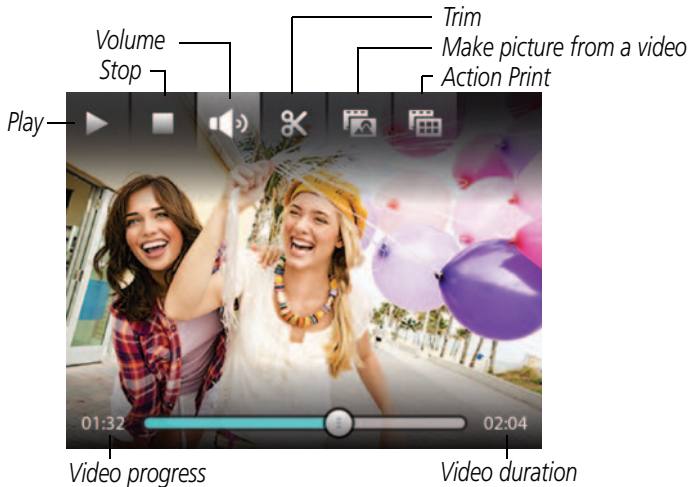 Trim
Volume
Make picture from a video
Stop
Action Print
Play
01:32
02:04
Video progress
Video duration